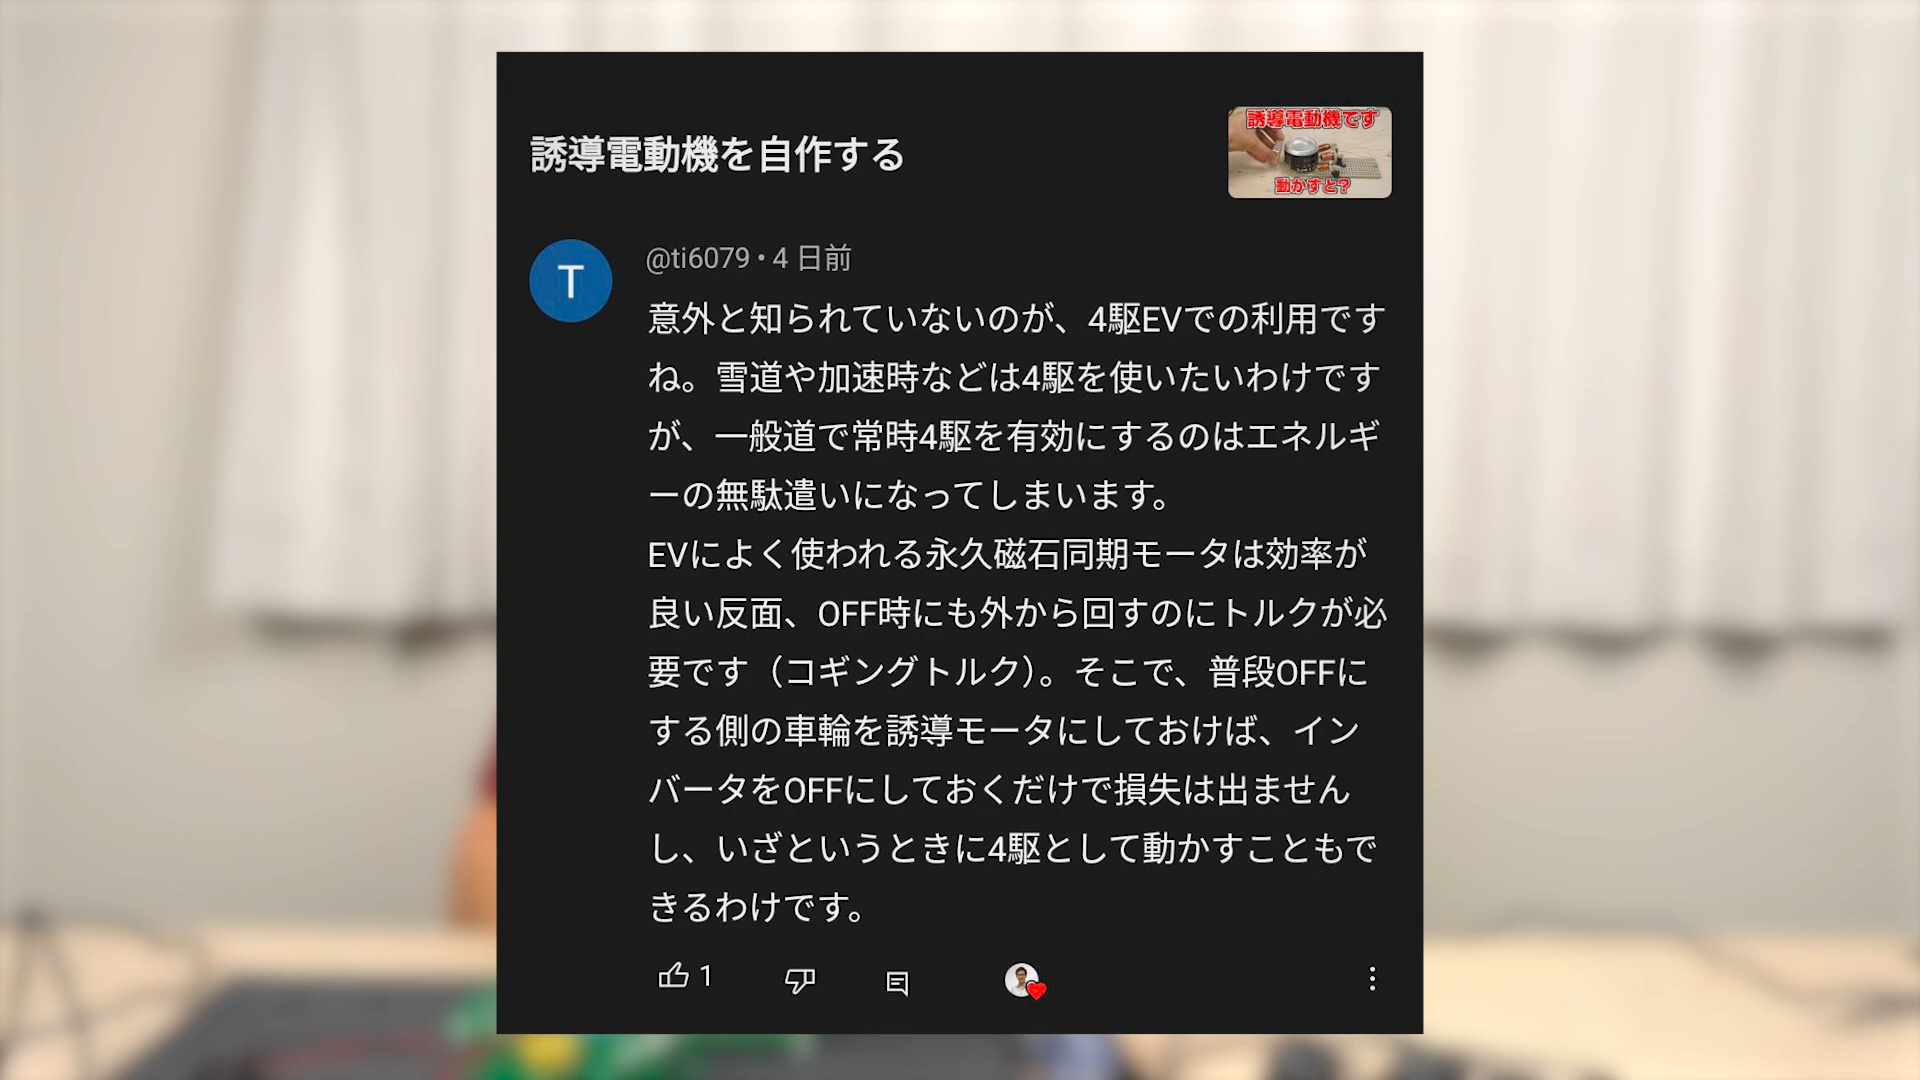 誘導電動機を自作する
誘導電動機です
動かすと?
T
@ti6079 • 4 日前
意外と知られていないのが、4駆EVでの利用です
ね。雪道や加速時などは4駆を使いたいわけです
が、一般道で常時4駆を有効にするのはエネルギ
ーの無駄遣いになってしまいます。
EVによく使われる永久磁石同期モータは効率が
良い反面、OFF時にも外から回すのにトルクが必
要です（コギングトルク）。そこで、普段OFFに
する側の車輪を誘導モータにしておけば、イン
バータをOFFにしておくだけで損失は出ません
し、いざというときに4駆として動かすこともで
きるわけです。
1